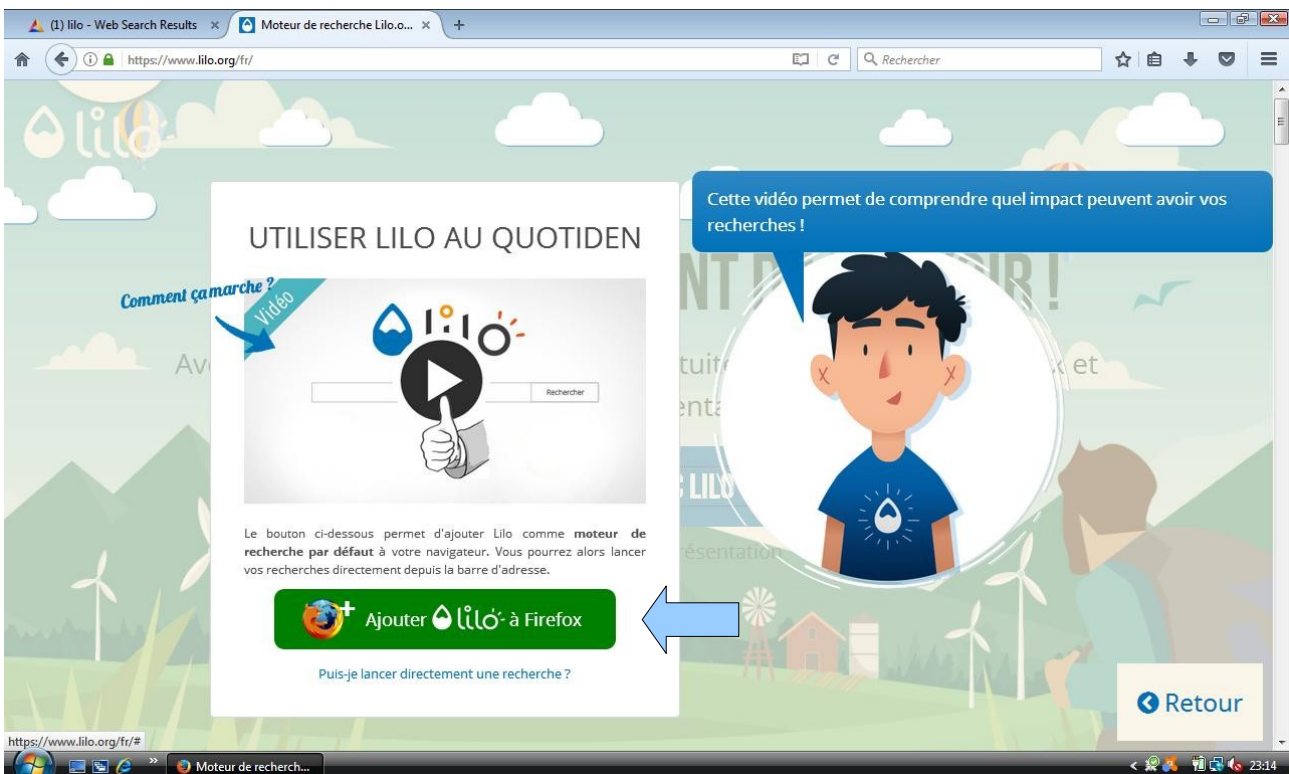 (1) lilo - Web Search Results
Moteur de recherche Lilo.o...
https://www.lilo.org/fr/
Rechercher
lilo
Cette vidéo permet de comprendre quel impact peuvent avoir vos
recherches !
UTILISER LILO AU QUOTIDEN
Comment ça marche ?
Vidéo
lilo
Rechercher
Le bouton ci-dessous permet d'ajouter Lilo comme moteur de
recherche par défaut à votre navigateur. Vous pourrez alors lancer
vos recherches directement depuis la barre d'adresse.
Ajouter lilo à Firefox
Puis-je lancer directement une recherche ?
LILO
et
Retour
https://www.lilo.org/fr/#
Moteur de recherch...
23:14